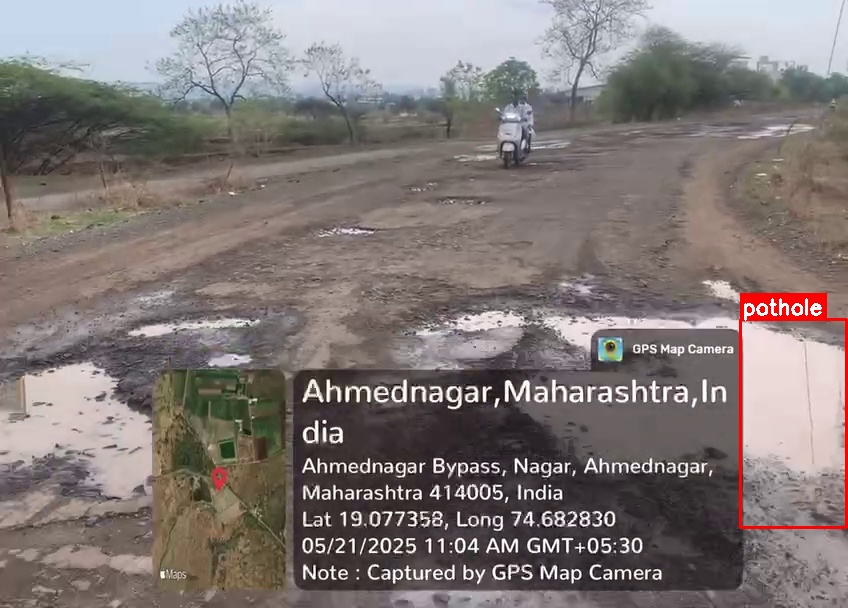 pothole
GPS Map Camera
Ahmednagar,Maharashtra,In
dia
Ahmednagar Bypass, Nagar, Ahmednagar,
Maharashtra 414005, India
Lat 19.077358, Long 74.682830
05/21/2025 11:04 AM GMT+05:30
Note : Captured by GPS Map Camera
Maps